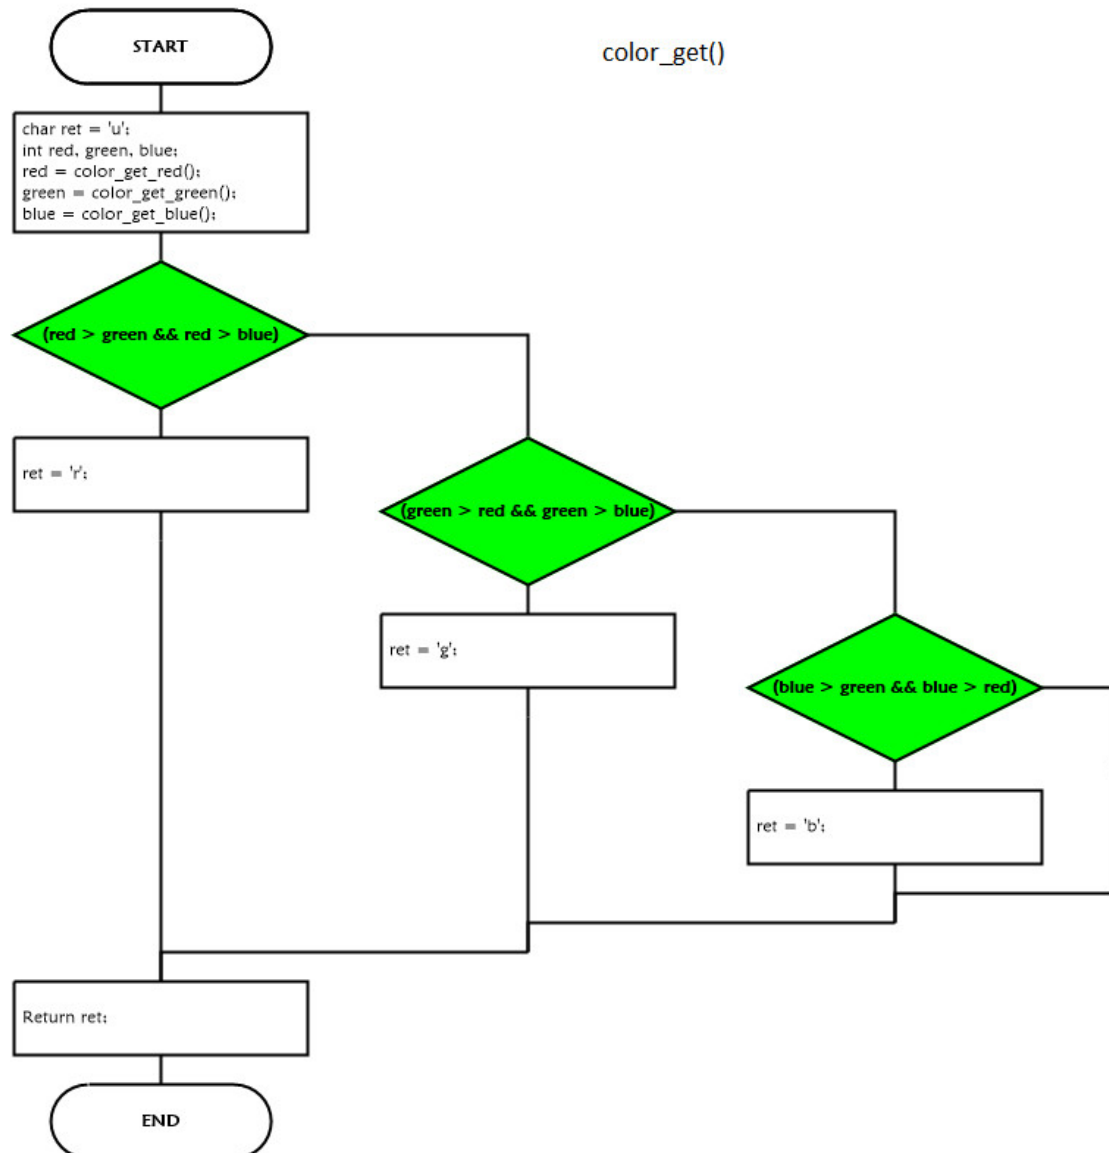 START
color_get()
char ret = 'u';
int red, green, blue;
red = color_get_red();
green = color_get_green();
blue = color_get_blue();
(red > green && red > blue)
ret = 'r';
(green > red && green > blue)
ret = 'g';
(blue > green && blue > red)
ret = 'b';
Return ret;
END